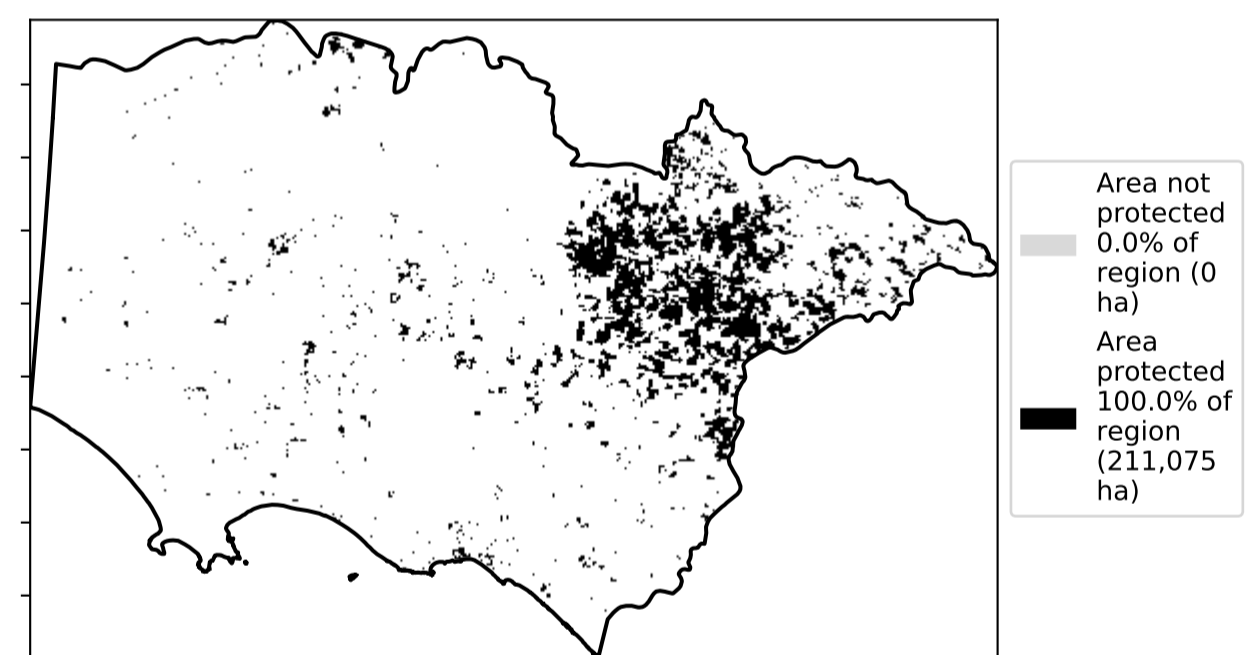 Area not
protected
0.0% of
region (0
ha)
Area
protected
100.0% of
region
(211,075
ha)